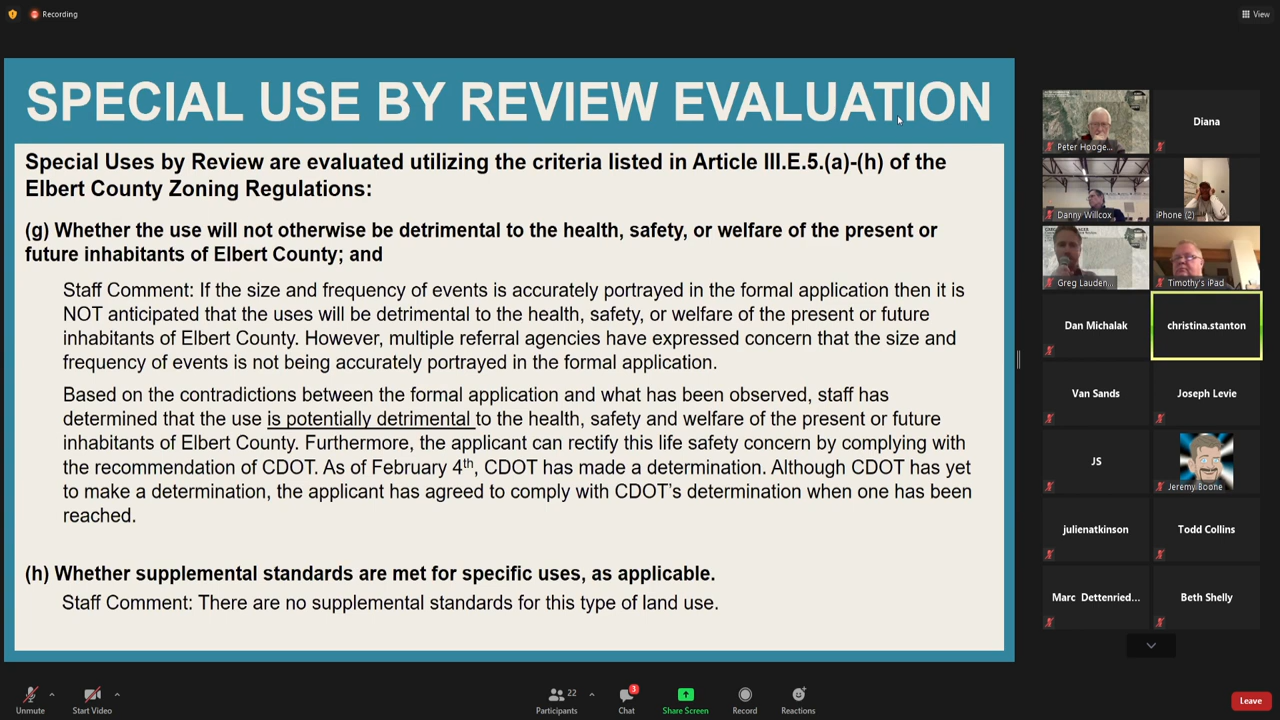 Recording
View
SPECIAL USE BY REVIEW EVALUATION
Special Uses by Review are evaluated utilizing the criteria listed in Article III.E.5.(a)-(h) of the
Elbert County Zoning Regulations:
(g) Whether the use will not otherwise be detrimental to the health, safety, or welfare of the present or
future inhabitants of Elbert County; and
Staff Comment: If the size and frequency of events is accurately portrayed in the formal application then it is
NOT anticipated that the uses will be detrimental to the health, safety, or welfare of the present or future
inhabitants of Elbert County. However, multiple referral agencies have expressed concern that the size and
frequency of events is not being accurately portrayed in the formal application.
Based on the contradictions between the formal application and what has been observed, staff has
determined that the use is potentially detrimental to the health, safety and welfare of the present or future
inhabitants of Elbert County. Furthermore, the applicant can rectify this life safety concern by complying with
the recommendation of CDOT. As of February 4th, CDOT has made a determination. Although CDOT has yet
to make a determination, the applicant has agreed to comply with CDOT's determination when one has been
reached.
(h) Whether supplemental standards are met for specific uses, as applicable.
Staff Comment: There are no supplemental standards for this type of land use.
Peter Hooge...
Diana
Danny Willcox
iPhone (2)
Greg Lauden...
Timothy's iPad
Dan Michalak
christina.stanton
Van Sands
Joseph Levie
JS
Jeremy Boone
julienatkinson
Todd Collins
Marc Dettenried...
Beth Shelly
Unmute
Start Video
22
Participants
3
Chat
Share Screen
Record
Reactions
Leave